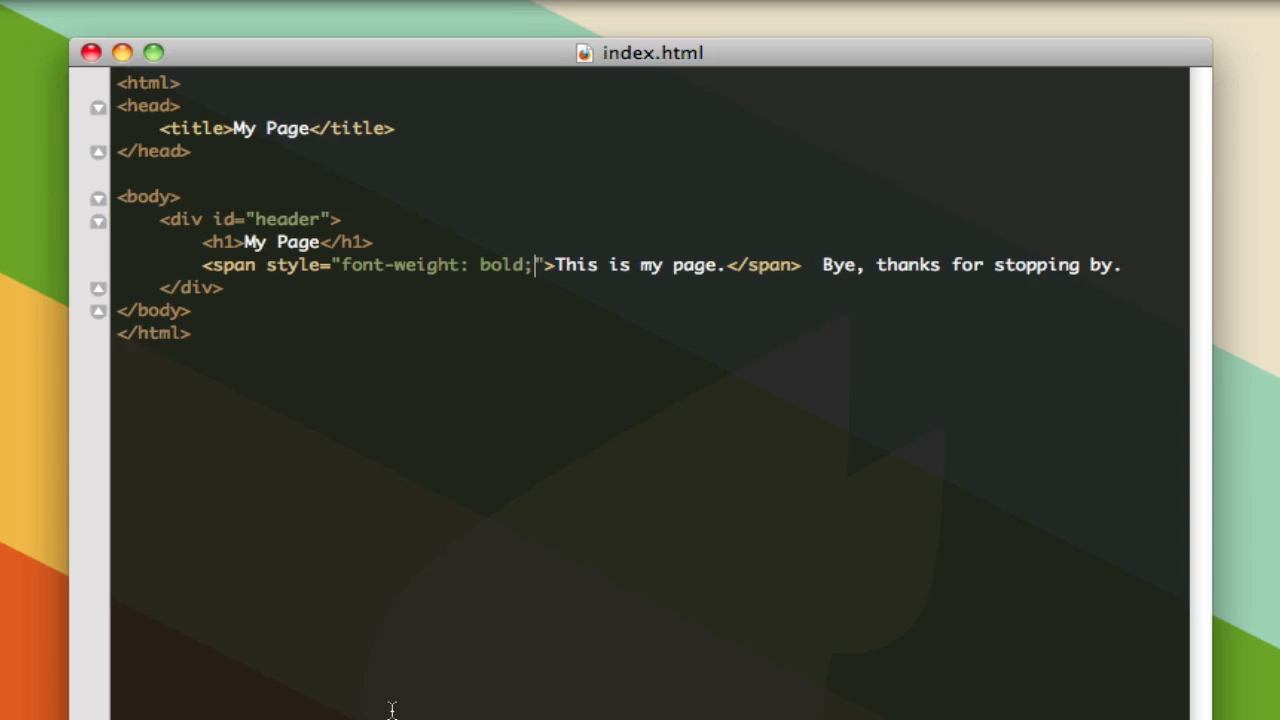 index.html
<html>
<head>
    <title>My Page</title>
</head>

<body>
    <div id="header">
        <h1>My Page</h1>
        <span style="font-weight: bold;">This is my page.</span>  Bye, thanks for stopping by.
    </div>
</body>
</html>